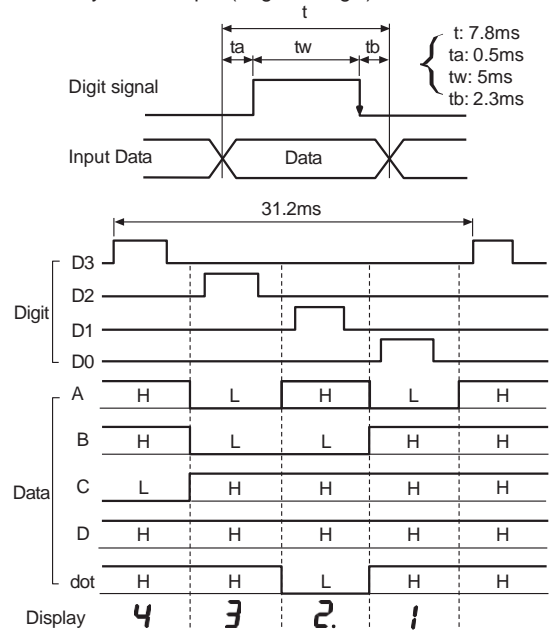 t
ta tw tb
t: 7.8ms
ta: 0.5ms
tw: 5ms
tb: 2.3ms
Digit signal
Input Data Data
31.2ms
D3
D2
Digit
D1
D0
A H L H L H
B H L L H H
Data C L H H H H
D H H H H H
dot H H L H H
Display 4 3 2. 1